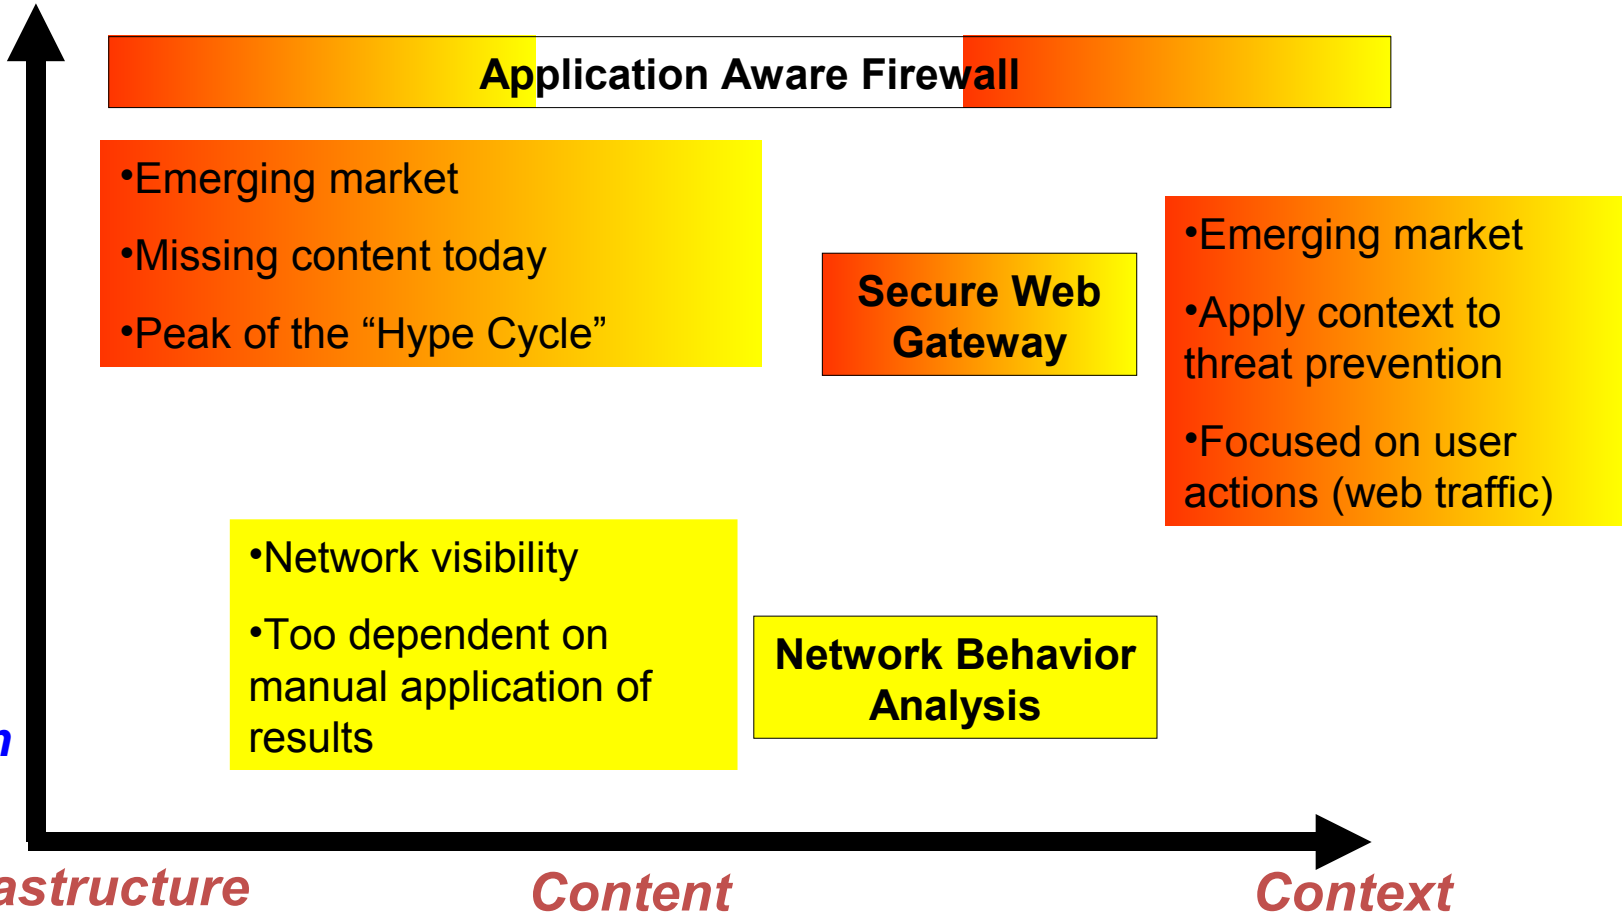 Application Aware Firewall
•Emerging market
•Missing content today
•Peak of the “Hype Cycle”
Secure Web
Gateway
•Emerging market
•Apply context to
threat prevention
•Focused on user
actions (web traffic)
•Network visibility
•Too dependent on
manual application of
results
Network Behavior
Analysis
Content
Context